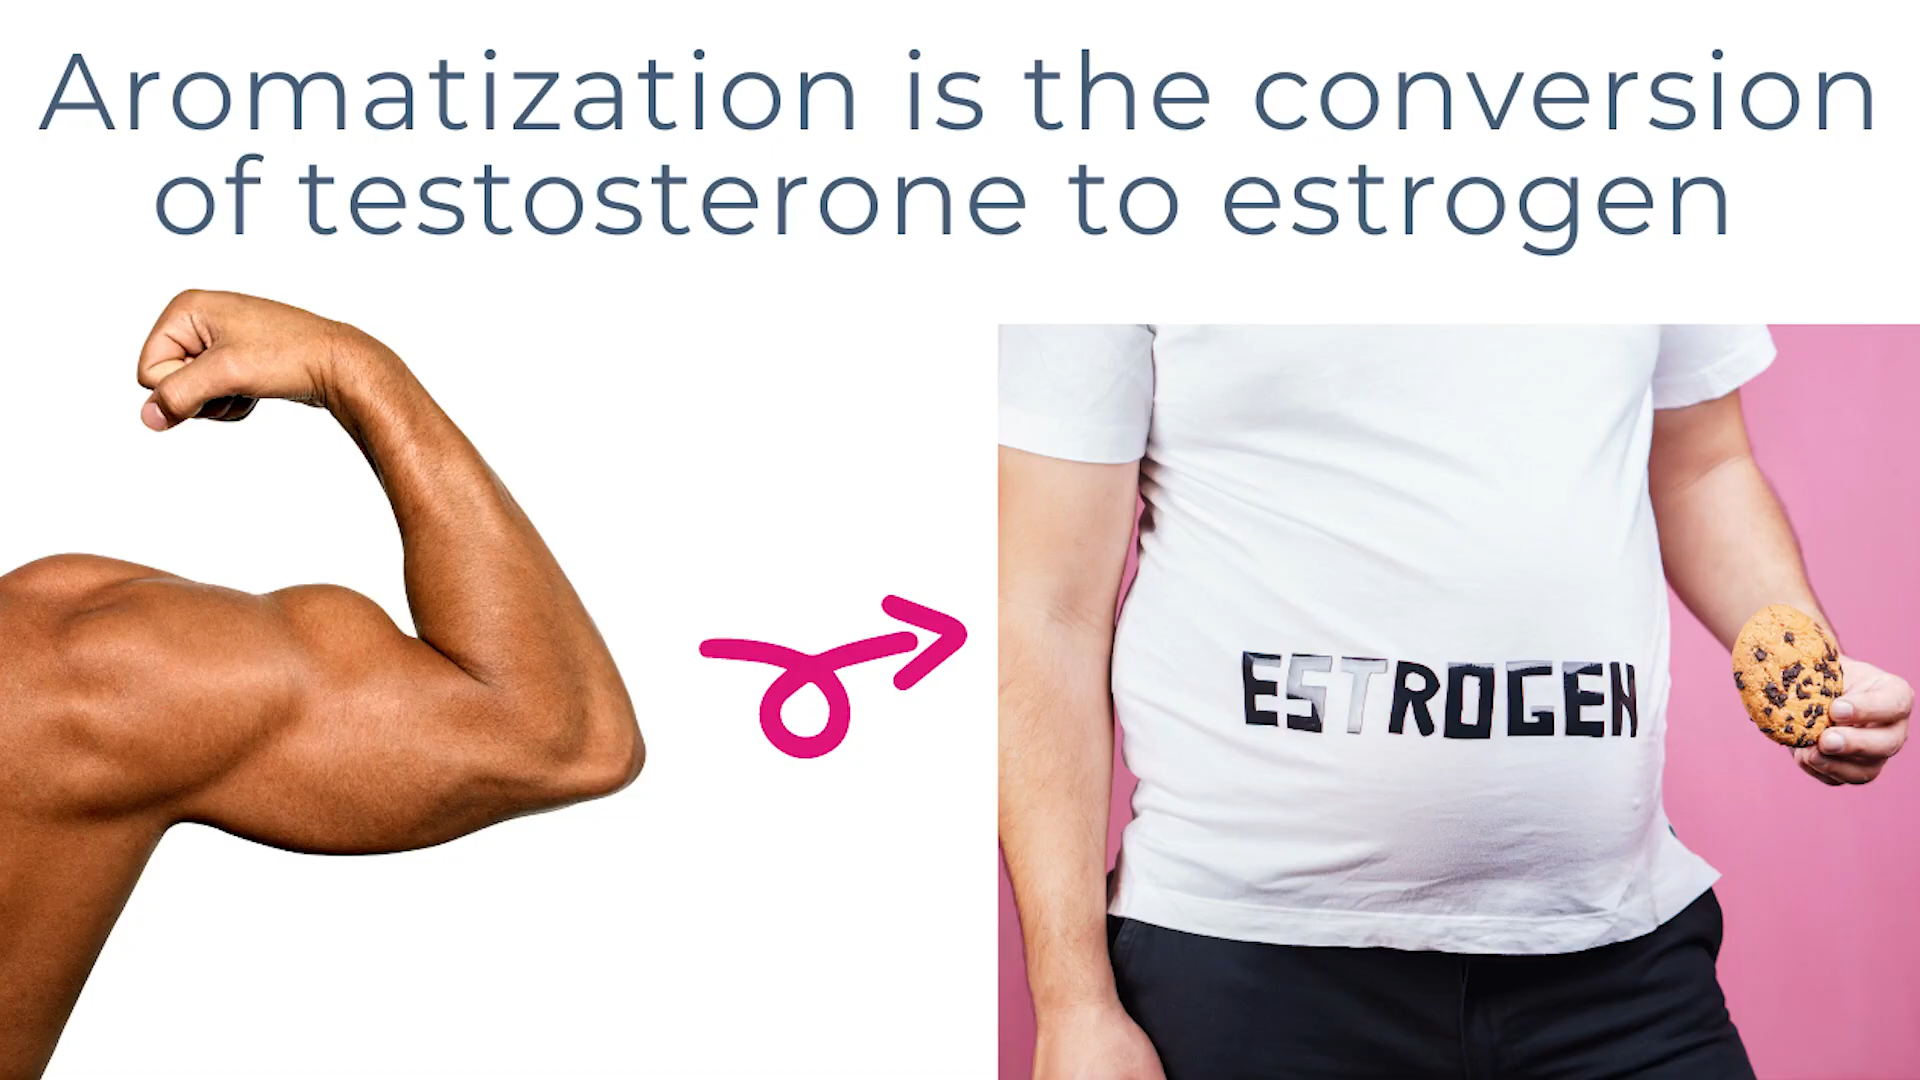 Aromatization is the conversion
of testosterone to estrogen
ESTROGEN